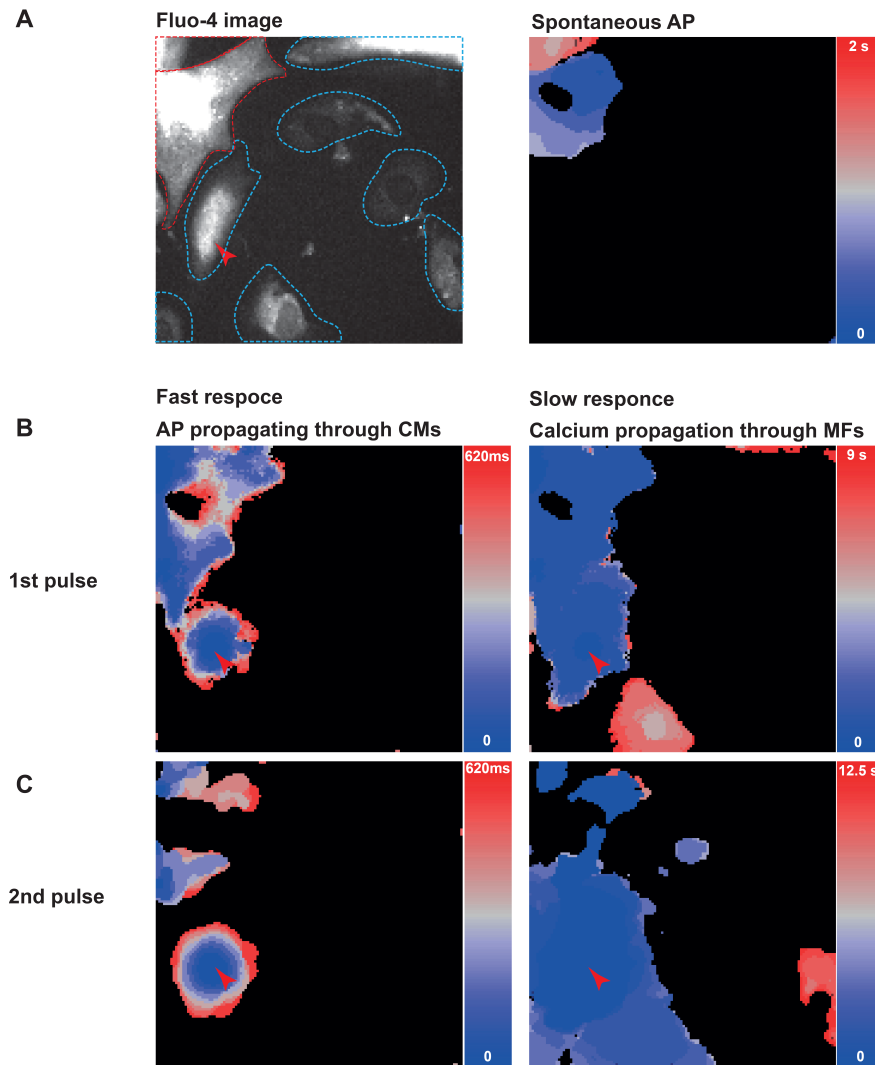 A
Fluo-4 image
Spontaneous AP
2 s
0
Fast respoce
Slow responce
B
AP propagating through CMs
Calcium propagation through MFs
620ms
9 s
1st pulse
0
0
C
620ms
12.5 s
2nd pulse
0
0